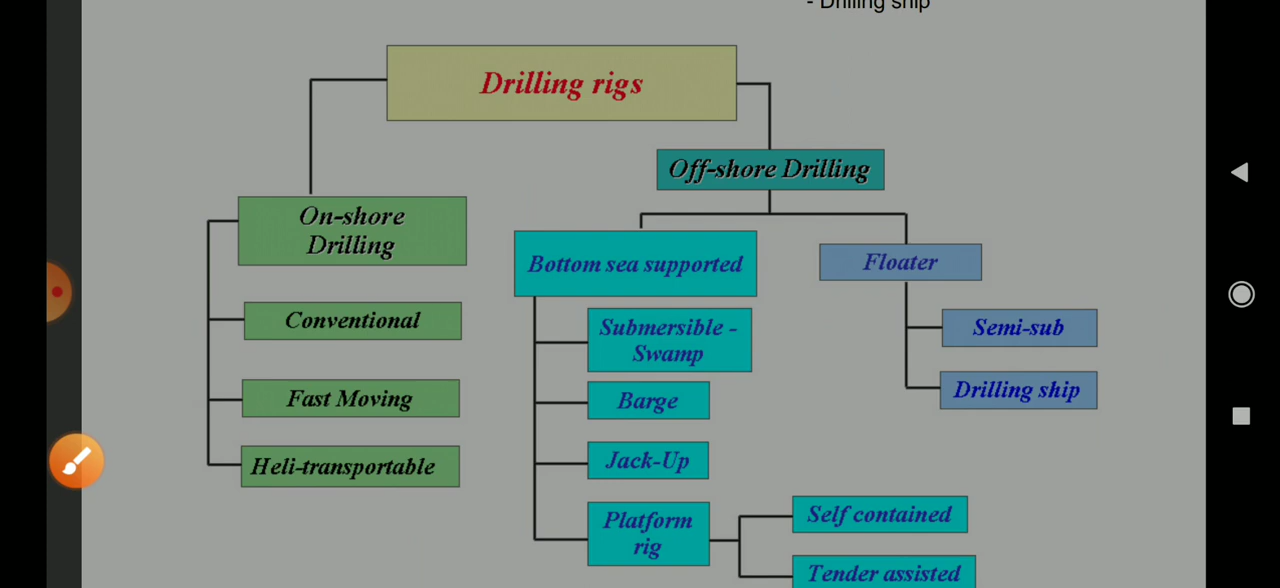 - Drilling ship
Drilling rigs
Off-shore Drilling
On-shore
Drilling
Bottom sea supported
Floater
Conventional
Submersible -
Swamp
Semi-sub
Fast Moving
Barge
Drilling ship
Heli-transportable
Jack-Up
Platform
rig
Self contained
Tender assisted